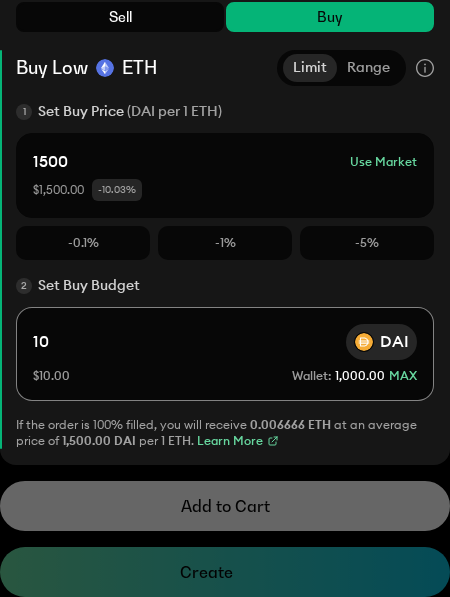 Sell
Buy
Buy Low ETH
Limit
Range
1 Set Buy Price (DAI per 1 ETH)
1500
Use Market
$1,500.00
-10.03%
-0.1%
-1%
-5%
2 Set Buy Budget
10
DAI
$10.00
Wallet: 1,000.00 MAX
If the order is 100% filled, you will receive 0.006666 ETH at an average
price of 1,500.00 DAI per 1 ETH. Learn More
Add to Cart
Create